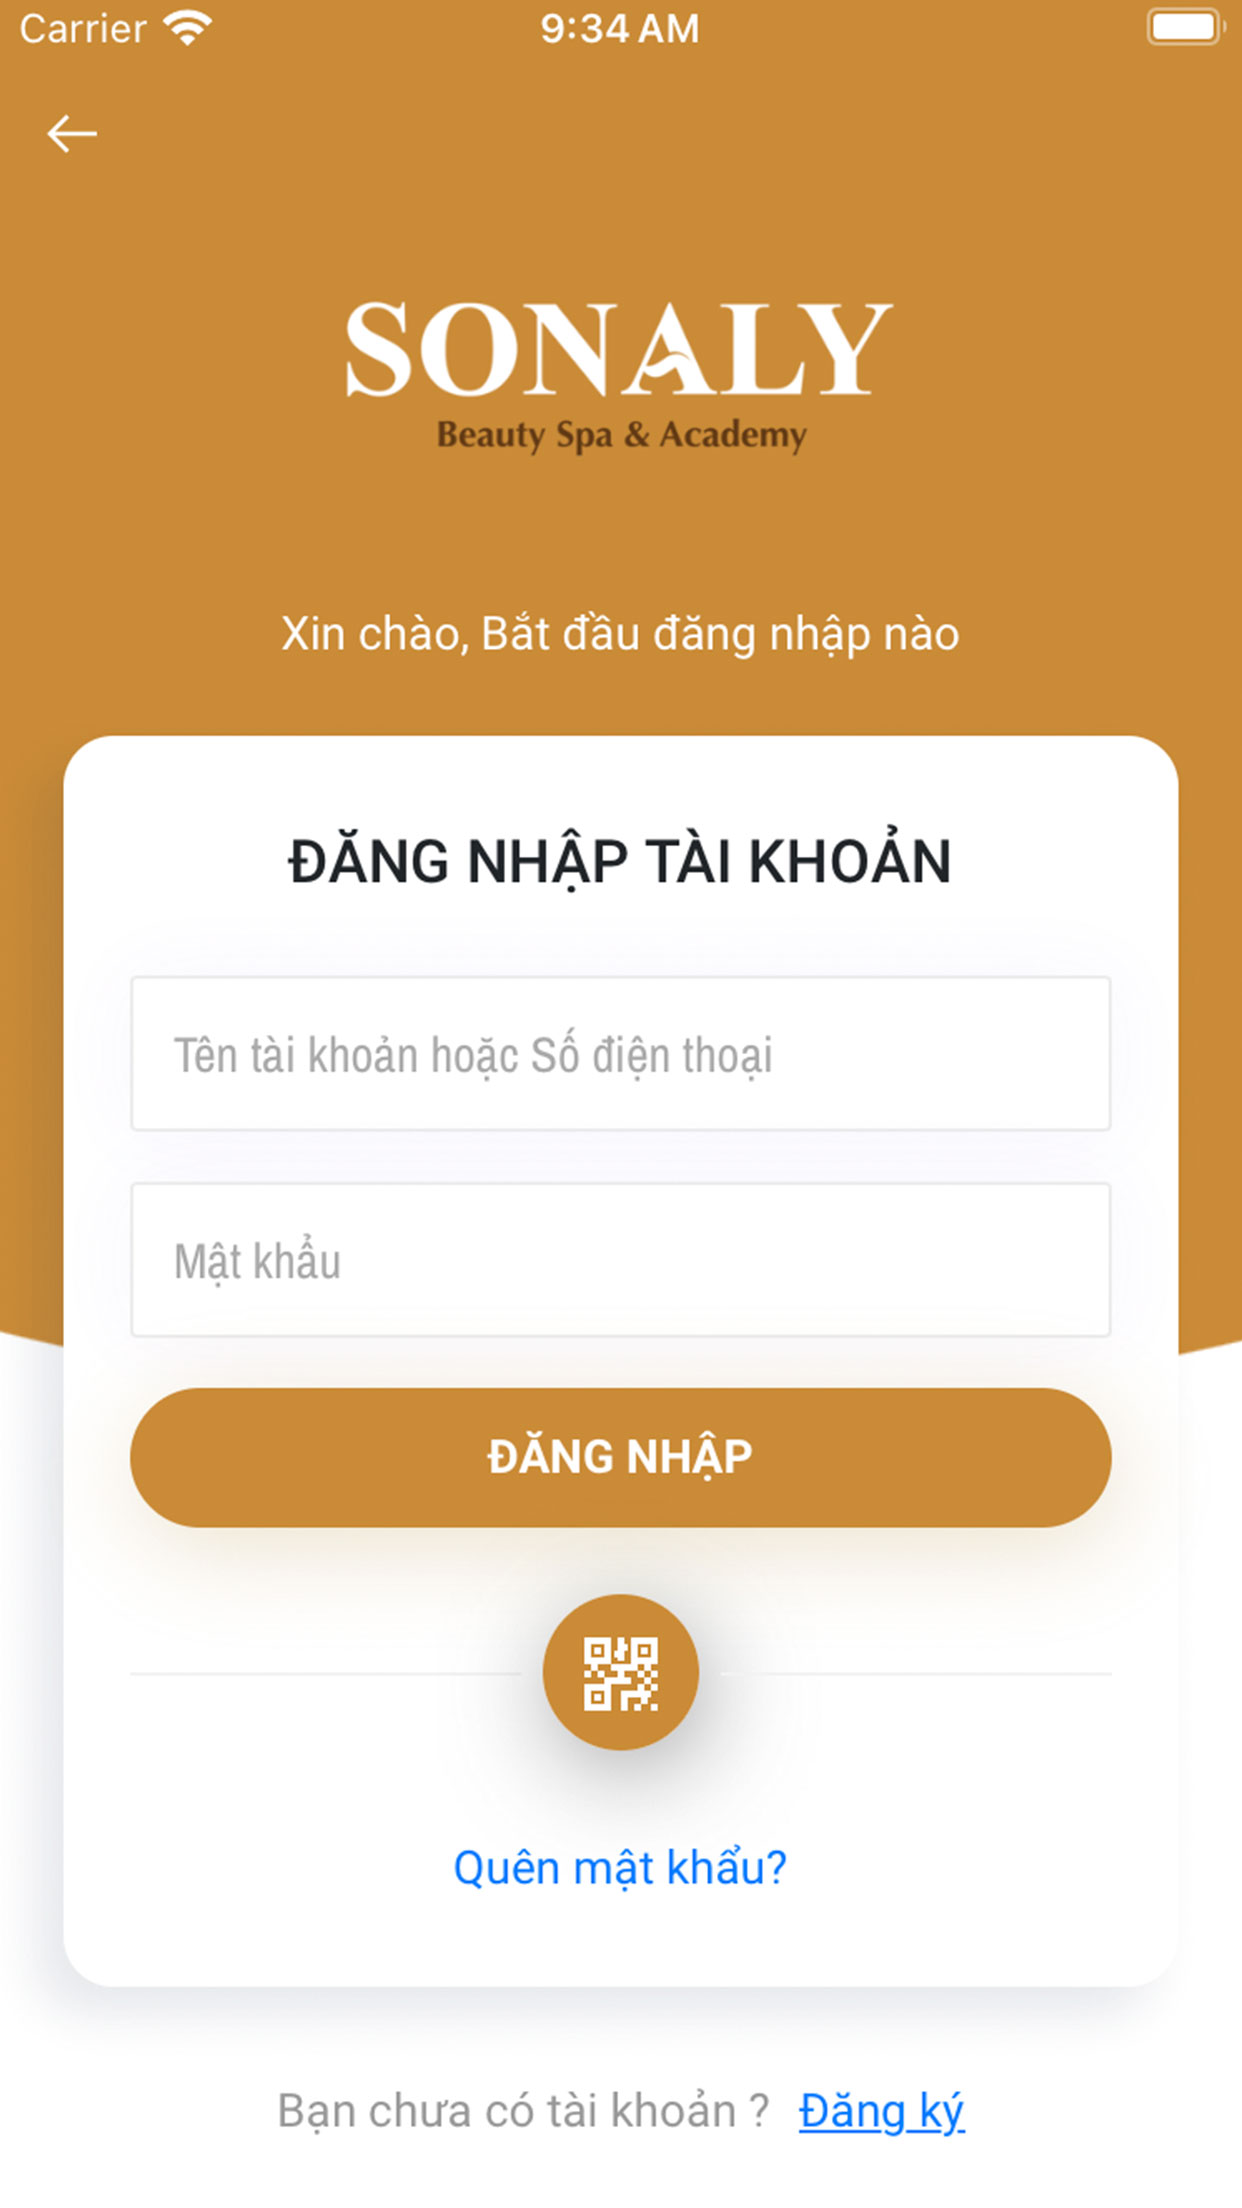 Carrier 9:34 AM
SONALY
Beauty Spa & Academy
Xin chào, Bắt đầu đăng nhập nào
ĐĂNG NHẬP TÀI KHOẢN
Tên tài khoản hoặc Số điện thoại
Mật khẩu
ĐĂNG NHẬP
Quên mật khẩu?
Bạn chưa có tài khoản ? Đăng ký